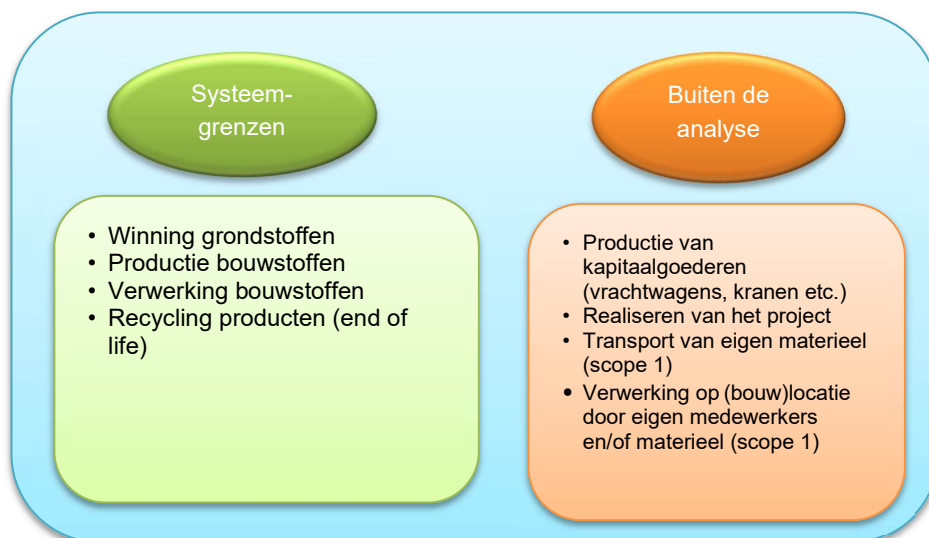 Systeem-
grenzen
• Winning grondstoffen
• Productie bouwstoffen
• Verwerking bouwstoffen
• Recycling producten (end of
life)
Buiten de
analyse
• Productie van
kapitaalgoederen
(vrachtwagens, kranen etc.)
• Realiseren van het project
• Transport van eigen materieel
(scope 1)
• Verwerking op (bouw)locatie
door eigen medewerkers
en/of materieel (scope 1)